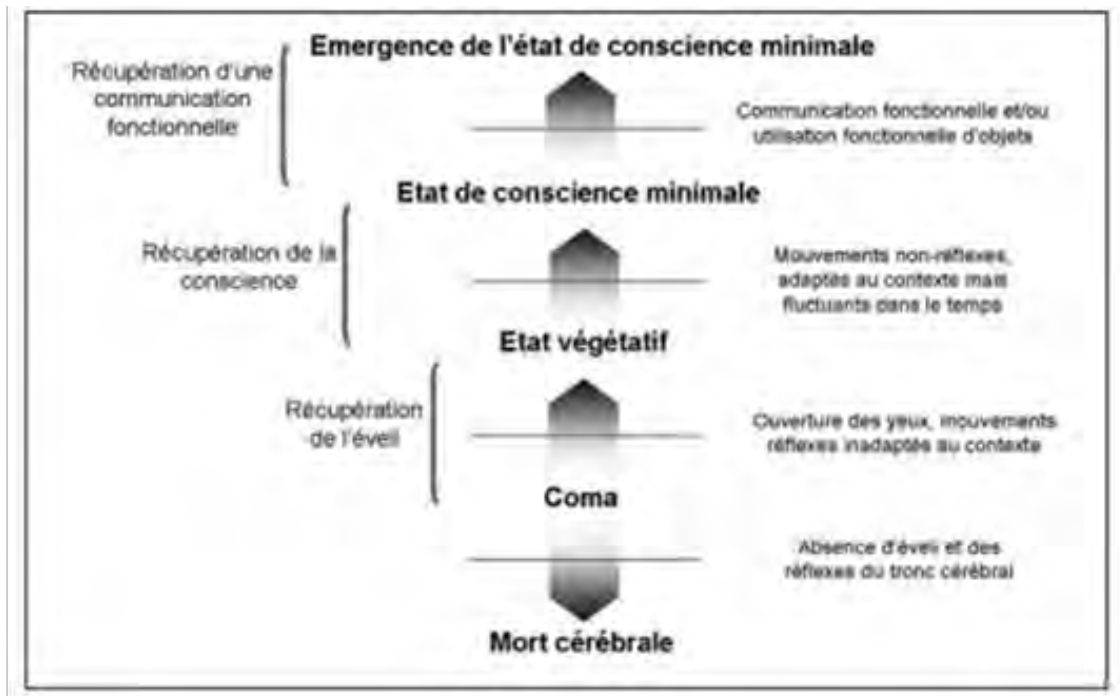 Emergence de l'état de conscience minimale
Récupération d'une
communication
fonctionnelle
Communication fonctionnelle et/ou
utilisation fonctionnelle d'objets
Etat de conscience minimale
Récupération de la
conscience
Mouvements non-réflexes,
adaptés au contexte mais
fluctuants dans le temps
Etat végétatif
Récupération
de l'éveil
Ouverture des yeux, mouvements
réflexes inadaptés au contexte
Coma
Absence d'éveil et des
réflexes du tronc cérébral
Mort cérébrale